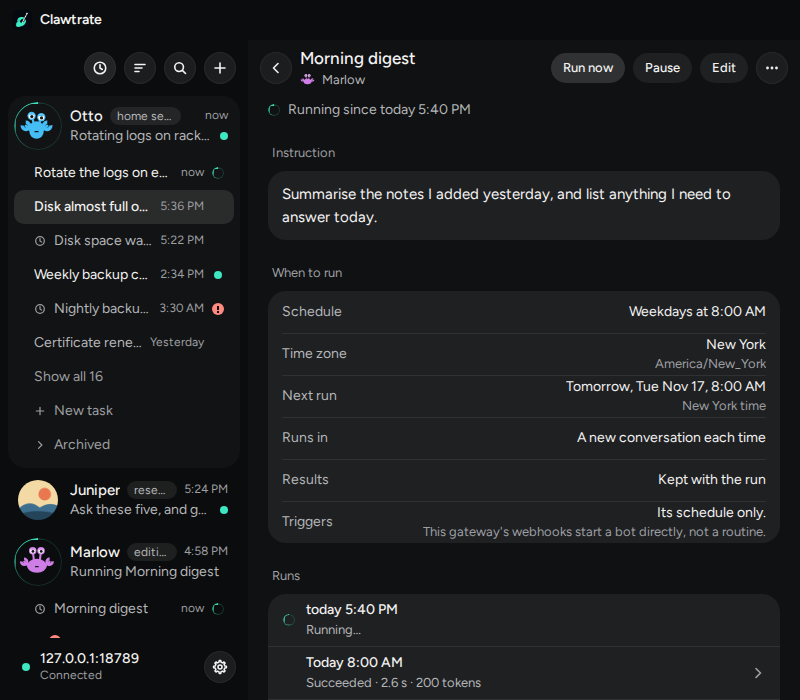 Clawtrate
Otto home se... now
Rotating logs on rack...
Rotate the logs on e... now
Disk almost full o... 5:36 PM
Disk space wa... 5:22 PM
Weekly backup c... 2:34 PM
Nightly backu... 3:30 AM
Certificate rene... Yesterday
Show all 16
New task
Archived
Juniper rese... 5:24 PM
Ask these five, and g...
Marlow editi... 4:58 PM
Running Morning digest
Morning digest now
127.0.0.1:18789
Connected
Morning digest
Marlow
Run now Pause Edit
Running since today 5:40 PM
Instruction
Summarise the notes I added yesterday, and list anything I need to
answer today.
When to run
Schedule Weekdays at 8:00 AM
Time zone New York
America/New_York
Next run Tomorrow, Tue Nov 17, 8:00 AM
New York time
Runs in A new conversation each time
Results Kept with the run
Triggers Its schedule only.
This gateway's webhooks start a bot directly, not a routine.
Runs
today 5:40 PM
Running...
Today 8:00 AM
Succeeded · 2.6 s · 200 tokens